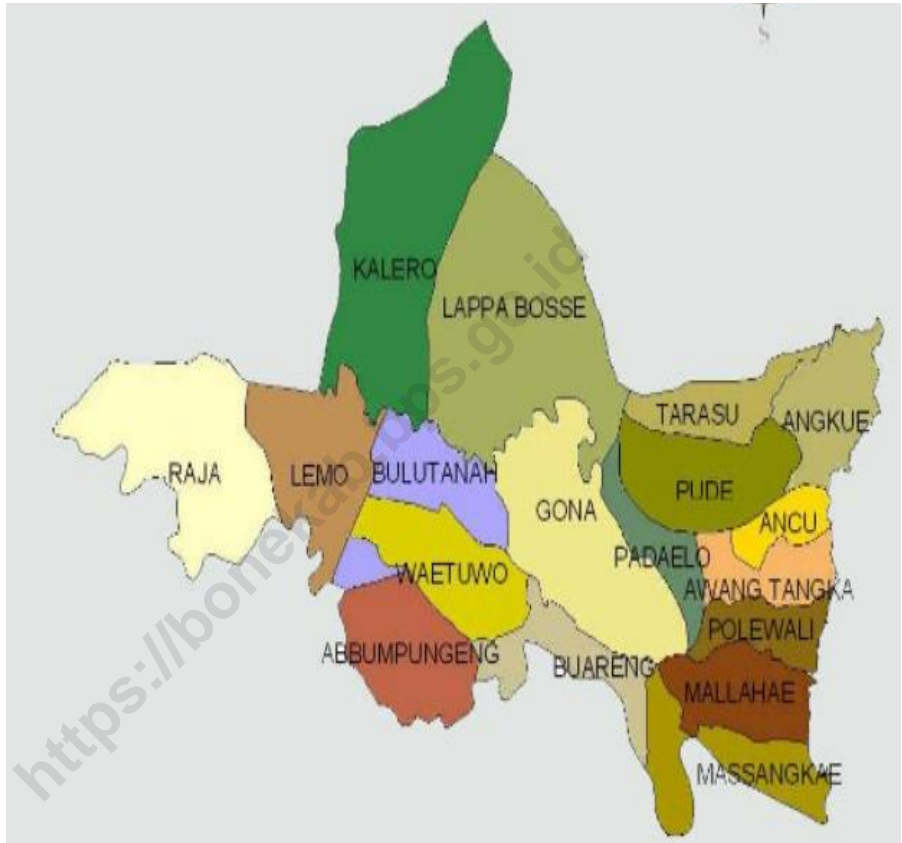 S
KALERO
LAPPA BOSSE
TARASU
ANGKUE
RAJA
LEMO
BULUTANAH
PUDE
GONA
ANCU
PADAELO
WAETUWO
AWANG TANGKA
POLEWALI
ABBUMPUNGENG
BUARENG
MALLAHAE
MASSANGKAE
https://bonekab.bps.go.id